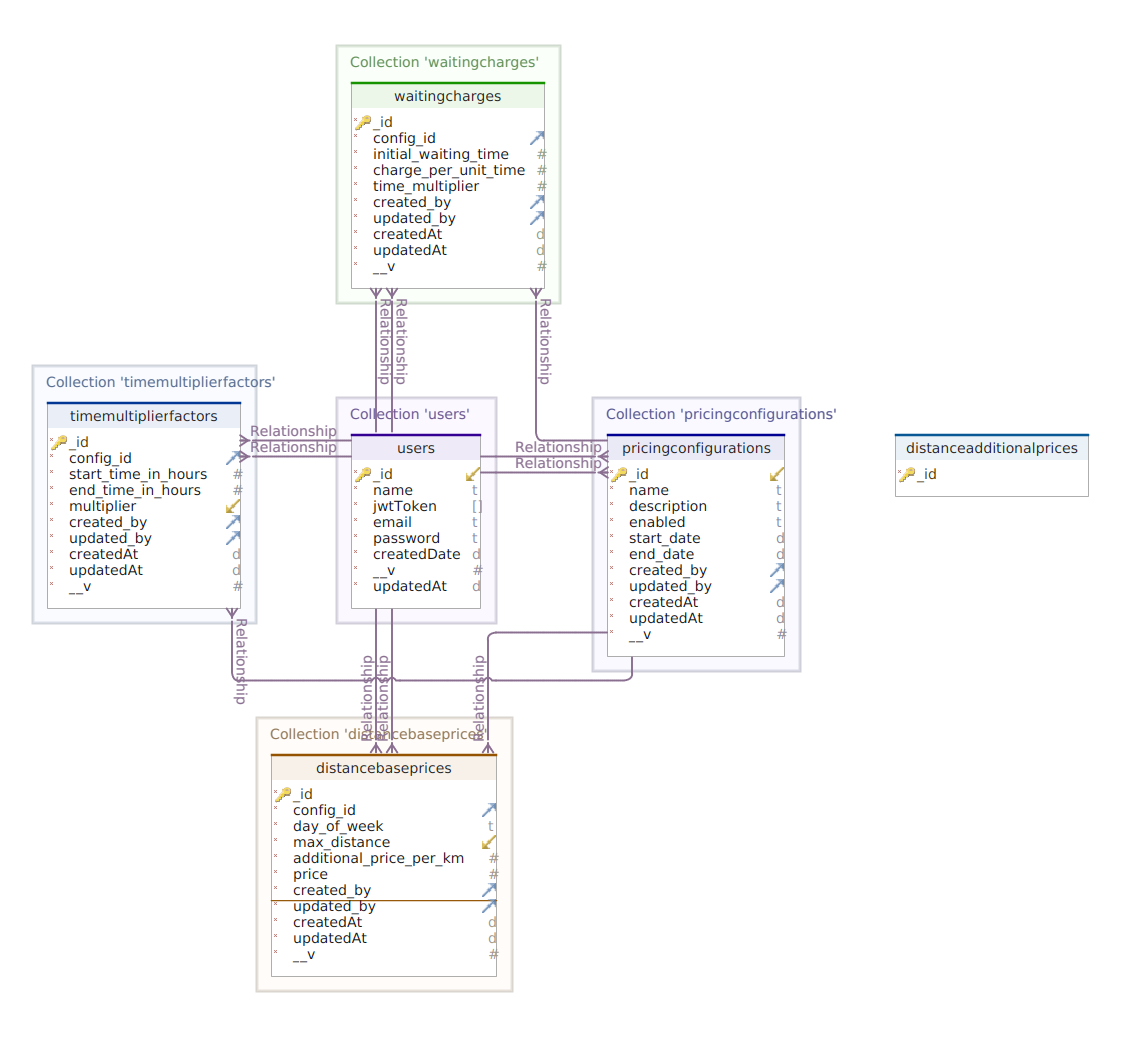 Collection 'waitingcharges'
waitingcharges
_id
config_id
initial_waiting_time #
charge_per_unit_time #
time_multiplier #
created_by
updated_by
createdAt d
updatedAt d
__v #
Relationship
Relationship
Relationship
Collection 'timemultiplierfactors'
timemultiplierfactors
_id
config_id
start_time_in_hours #
end_time_in_hours #
multiplier
created_by
updated_by
createdAt d
updatedAt d
__v #
Relationship
Relationship
Relationship
Collection 'users'
users
_id
name t
jwtToken []
email t
password t
createdDate d
__v #
updatedAt d
Relationship
Relationship
Collection 'pricingconfigurations'
pricingconfigurations
_id
name t
description t
enabled t
start_date d
end_date d
created_by
updated_by
createdAt d
updatedAt d
__v #
distanceadditionalprices
_id
Relationship
Relationship
Relationship
Collection 'distancebaseprices'
distancebaseprices
_id
config_id
day_of_week t
max_distance
additional_price_per_km #
price #
created_by
updated_by
createdAt d
updatedAt d
__v #